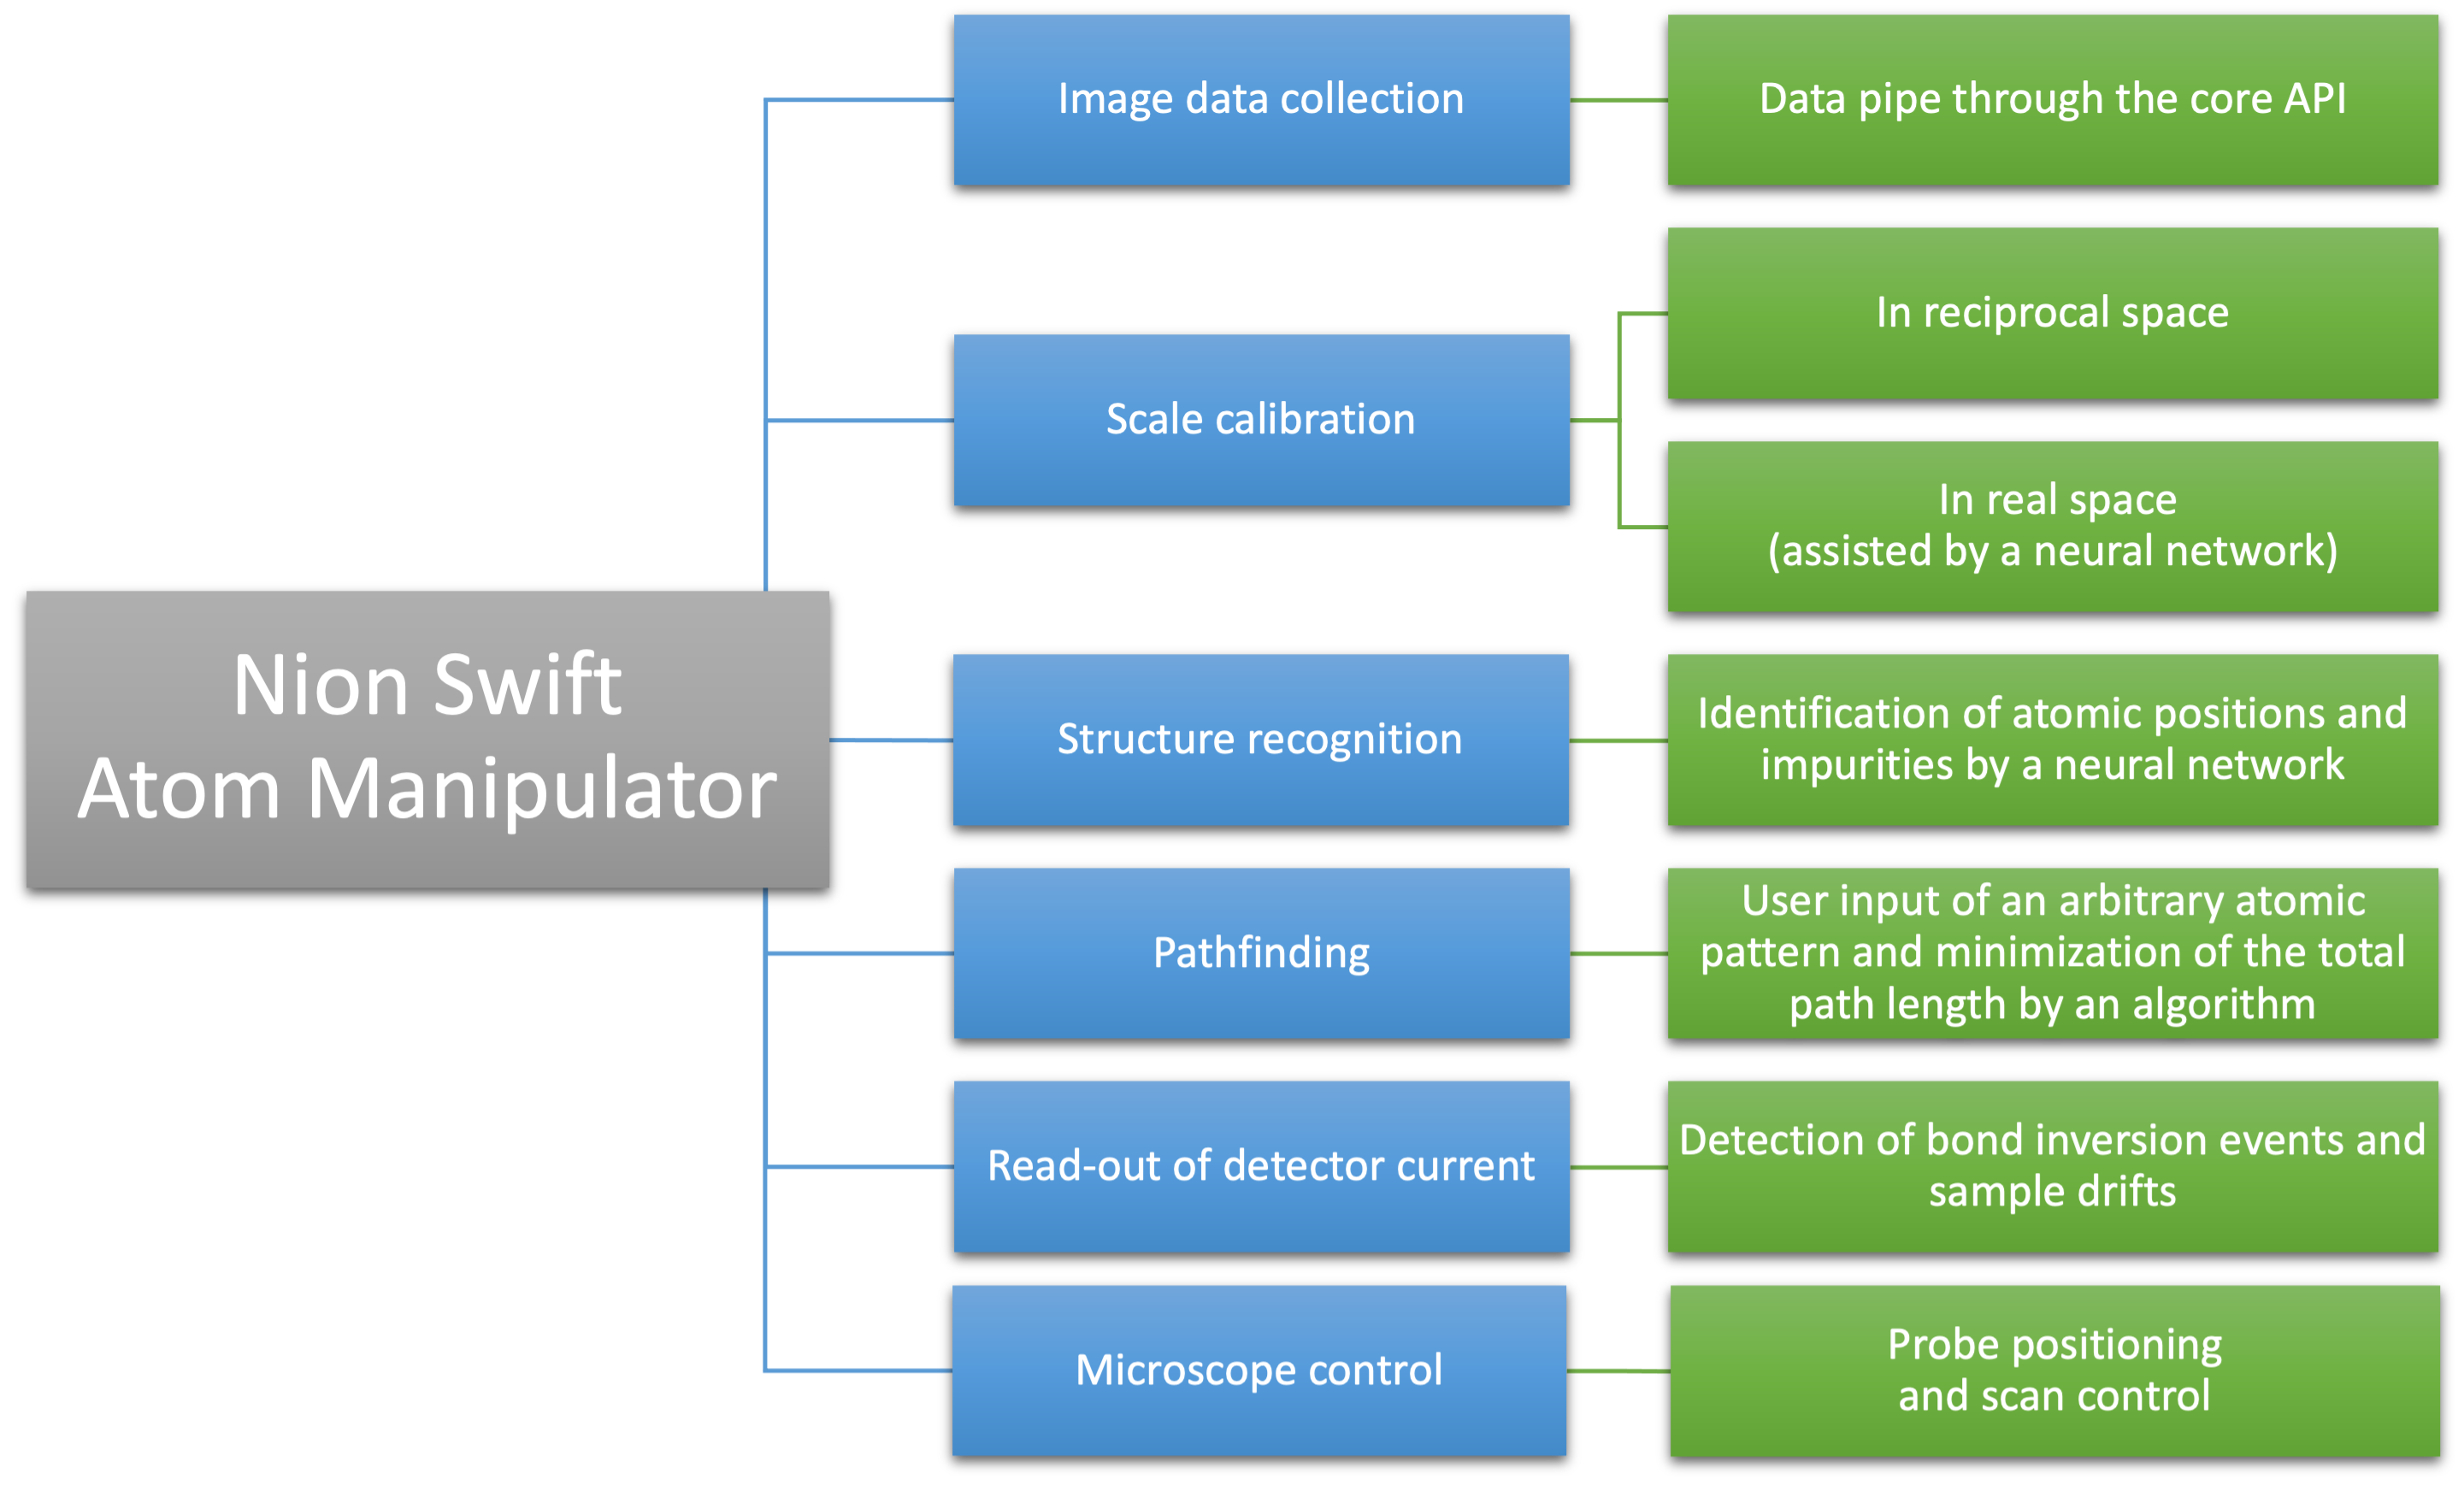 Nion Swift
Atom Manipulator
Image data collection
Data pipe through the core API
Scale calibration
In reciprocal space
In real space
(assisted by a neural network)
Structure recognition
Identification of atomic positions and
impurities by a neural network
Pathfinding
User input of an arbitrary atomic
pattern and minimization of the total
path length by an algorithm
Read-out of detector current
Detection of bond inversion events and
sample drifts
Microscope control
Probe positioning
and scan control